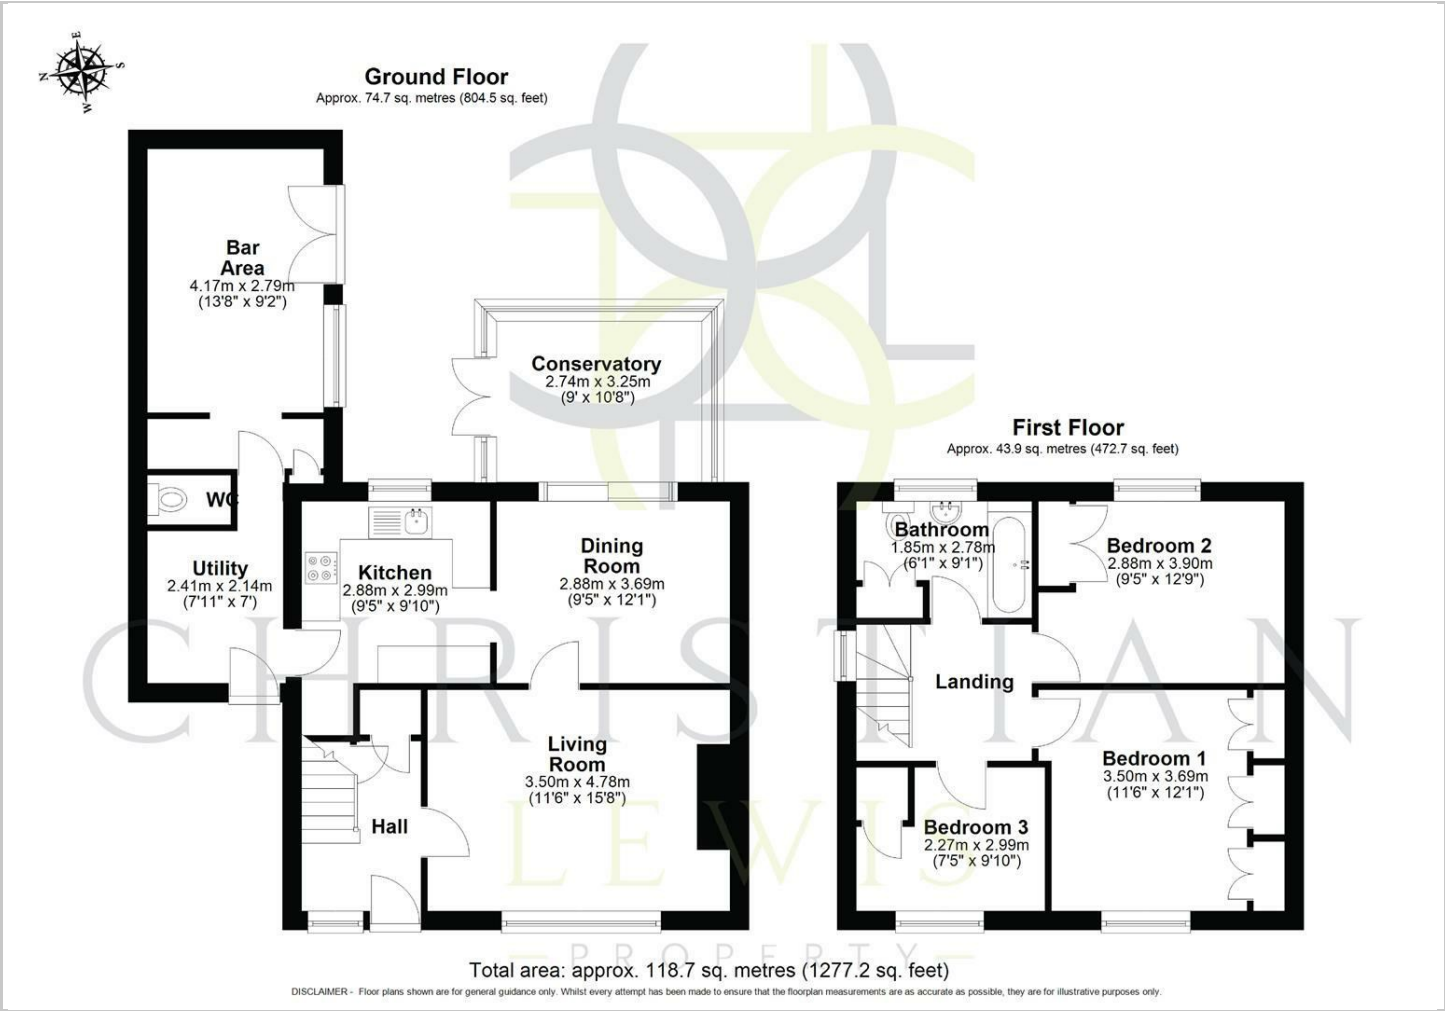 E
N
S
W
Ground Floor
Approx. 74.7 sq. metres (804.5 sq. feet)
Bar
Area
4.17m x 2.79m
(13'8" x 9'2")
Conservatory
2.74m x 3.25m
(9' x 10'8")
WC
Utility
2.41m x 2.14m
(7'11" x 7')
Kitchen
2.88m x 2.99m
(9'5" x 9'10")
Dining
Room
2.88m x 3.69m
(9'5" x 12'1")
Living
Room
3.50m x 4.78m
(11'6" x 15'8")
Hall
First Floor
Approx. 43.9 sq. metres (472.7 sq. feet)
Bathroom
1.85m x 2.78m
(6'1" x 9'1")
Bedroom 2
2.88m x 3.90m
(9'5" x 12'9")
Landing
Bedroom 1
3.50m x 3.69m
(11'6" x 12'1")
Bedroom 3
2.27m x 2.99m
(7'5" x 9'10")
CHRISTIAN
LEWIS
PROPERTY
Total area: approx. 118.7 sq. metres (1277.2 sq. feet)
DISCLAIMER - Floor plans shown are for general guidance only. Whilst every attempt has been made to ensure that the floorplan measurements are as accurate as possible, they are for illustrative purposes only.